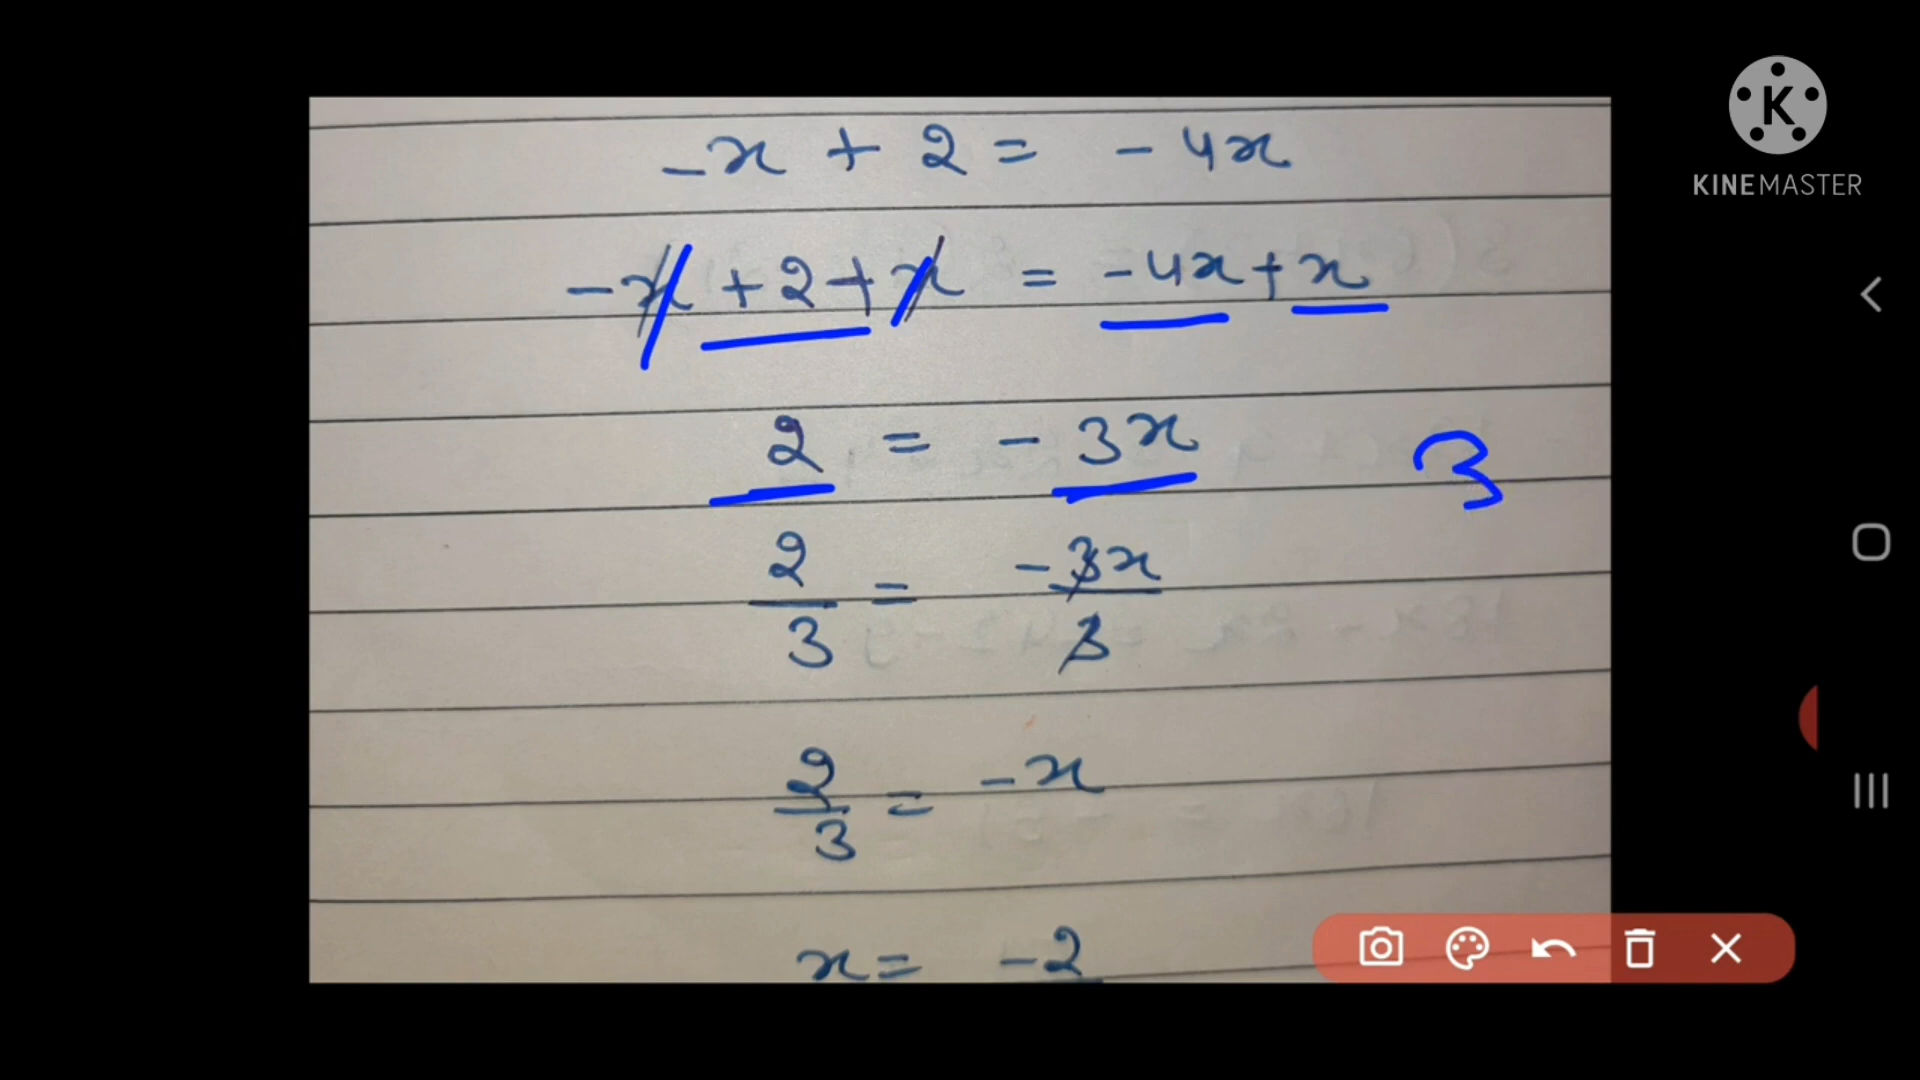 -x + 2 = -4x
KINEMASTER
-x + 2 + x = -4x + x
2 = -3x 3
2/3 = -3x/3
2/3 = -x
x = -2